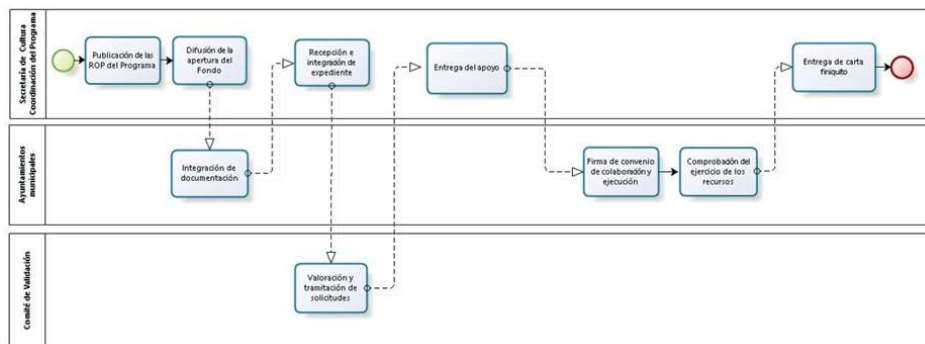 Secretaría de Cultura
Coordinación del Programa
Publicación de las
ROP del Programa
Difusión de la
apertura del
Fondo
Recepción e
integración de
expediente
Entrega del apoyo
Entrega de carta
finiquito
Ayuntamientos
municipales
Integración de
documentación
Firma de convenio
de colaboración y
ejecución
Comprobación del
ejercicio de los
recursos
Comité de Validación
Valoración y
tramitación de
solicitudes